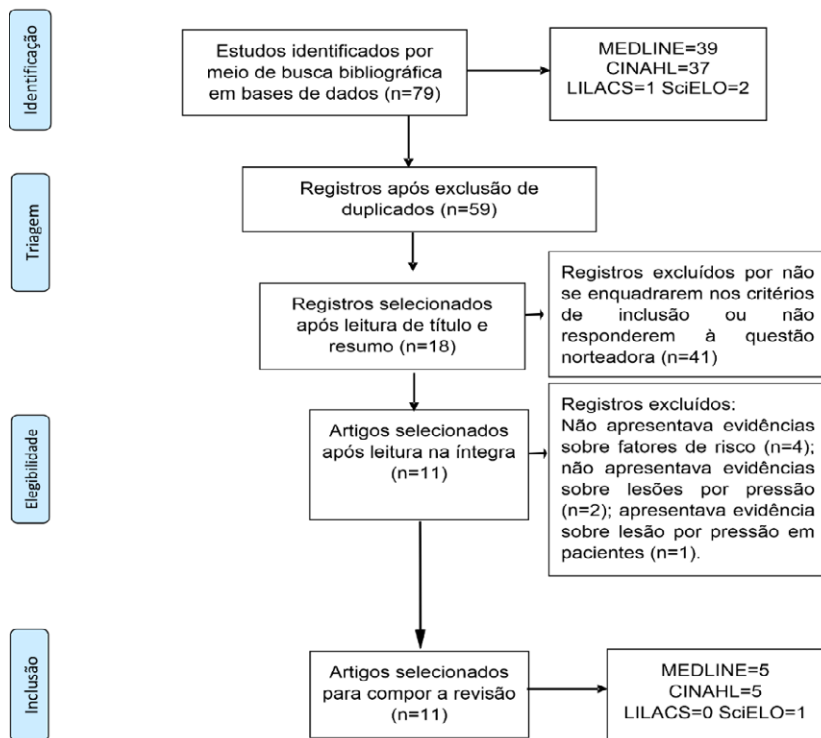 Identificação
Estudos identificados por
meio de busca bibliográfica
em bases de dados (n=79)
MEDLINE=39
CINAHL=37
LILACS=1 SciELO=2
Triagem
Registros após exclusão de
duplicados (n=59)
Registros selecionados
após leitura de título e
resumo (n=18)
Registros excluídos por não
se enquadrarem nos critérios
de inclusão ou não
responderem à questão
norteadora (n=41)
Elegibilidade
Artigos selecionados
após leitura na íntegra
(n=11)
Registros excluídos:
Não apresentava evidências
sobre fatores de risco (n=4);
não apresentava evidências
sobre lesões por pressão
(n=2); apresentava evidência
sobre lesão por pressão em
pacientes (n=1).
Inclusão
Artigos selecionados
para compor a revisão
(n=11)
MEDLINE=5
CINAHL=5
LILACS=0 SciELO=1